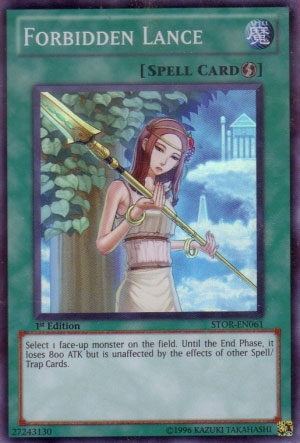 Forbidden Lance
魔
[Spell Card]
1st Edition
STOR-EN061
Select 1 face-up monster on the field. Until the End Phase, it
loses 800 ATK but is unaffected by the effects of other Spell/
Trap Cards.
27243130
©1996 KAZUKI TAKAHASHI